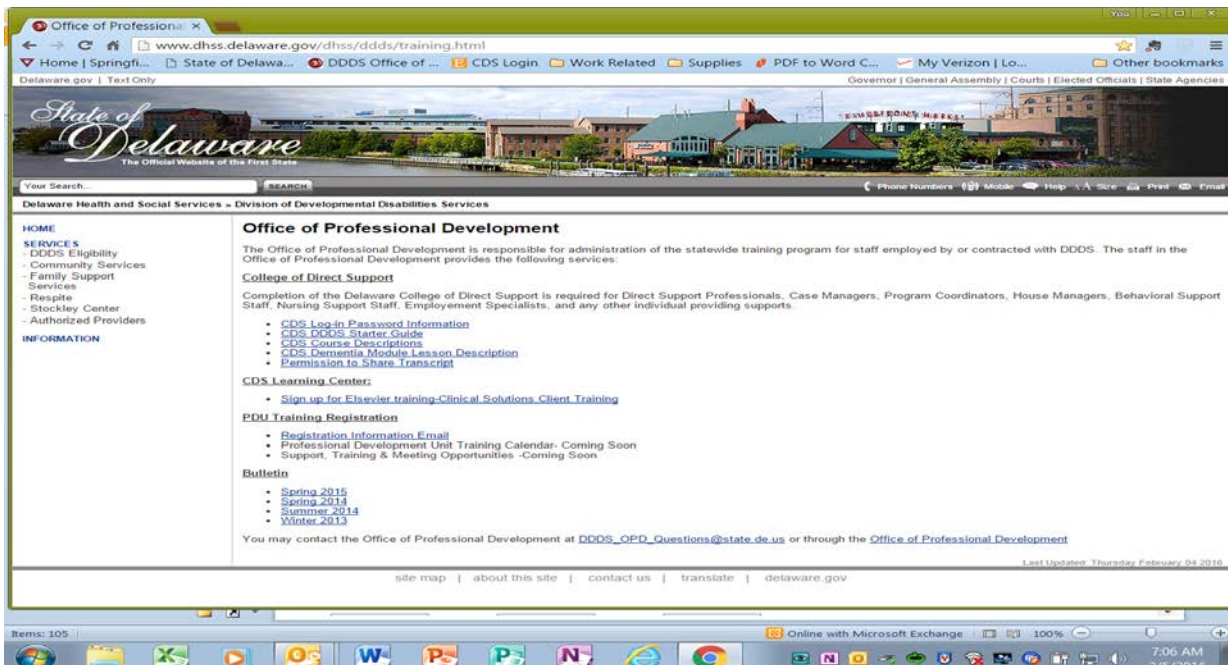 You
Office of Professional
www.dhss.delaware.gov/dhss/ddds/training.html
Home | Springfi... State of Delawa... DDDS Office of ... CDS Login Work Related Supplies PDF to Word C... My Verizon | Lo... Other bookmarks
Delaware.gov | Text Only Governor | General Assembly | Courts | Elected Officials | State Agencies
State of
Delaware
The Official Website of the First State
Your Search... SEARCH Phone Numbers Mobile Help AA Size Print Email
Delaware Health and Social Services » Division of Developmental Disabilities Services
HOME
SERVICES
- DDDS Eligibility
- Community Services
- Family Support
Services
- Respite
- Stockley Center
- Authorized Providers
INFORMATION
Office of Professional Development
The Office of Professional Development is responsible for administration of the statewide training program for staff employed by or contracted with DDDS. The staff in the
Office of Professional Development provides the following services:
College of Direct Support
Completion of the Delaware College of Direct Support is required for Direct Support Professionals, Case Managers, Program Coordinators, House Managers, Behavioral Support
Staff, Nursing Support Staff, Employement Specialists, and any other individual providing supports.
• CDS Log-in Password Information
• CDS DDDS Starter Guide
• CDS Course Descriptions
• CDS Dementia Module Lesson Description
• Permission to Share Transcript
CDS Learning Center:
• Sign up for Elsevier training-Clinical Solutions Client Training
PDU Training Registration
• Registration Information Email
• Professional Development Unit Training Calendar- Coming Soon
• Support, Training & Meeting Opportunities -Coming Soon
Bulletin
• Spring 2015
• Spring 2014
• Summer 2014
• Winter 2013
You may contact the Office of Professional Development at DDDS_OPD_Questions@state.de.us or through the Office of Professional Development
Last Updated: Thursday February 04 2016
site map | about this site | contact us | translate | delaware.gov
Items: 105 Online with Microsoft Exchange 100%
7:06 AM